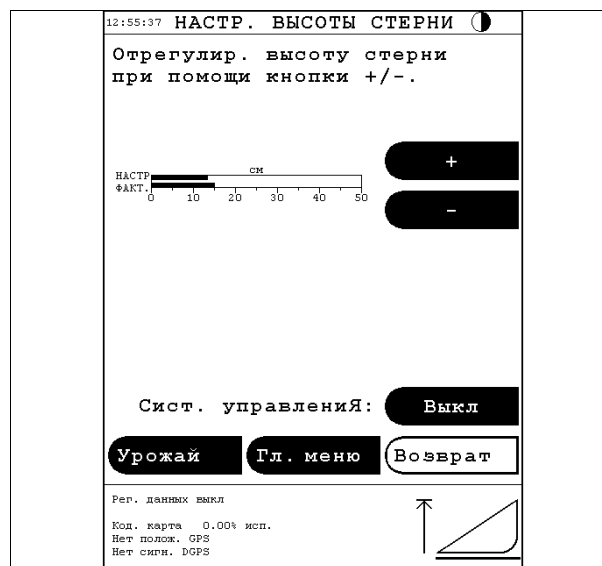 12:55:37 НАСТР. ВЫСОТЫ СТЕРНИ
Отрегулир. высоту стерни
при помощи кнопки +/-.
+
см
НАСТР
ФАКТ.
0 10 20 30 40 50
-
Сист. управлениЯ: Выкл
Урожай Гл. меню Возврат
Рег. данных выкл
Код. карта 0.00% исп.
Нет полож. GPS
Нет сигн. DGPS